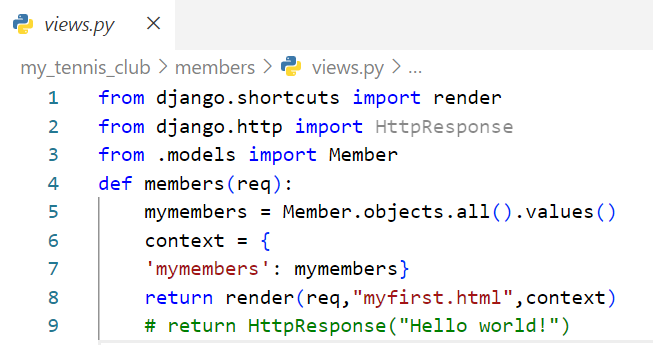 views.py ×
my_tennis_club > members > views.py > ...
1 from django.shortcuts import render
2 from django.http import HttpResponse
3 from .models import Member
4 def members(req):
5     mymembers = Member.objects.all().values()
6     context = {
7     'mymembers': mymembers}
8     return render(req,"myfirst.html",context)
9     # return HttpResponse("Hello world!")